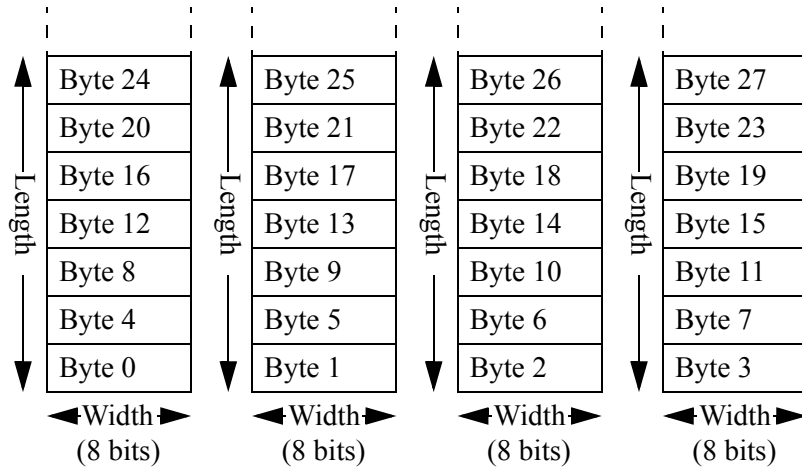 Byte 24 Byte 25 Byte 26 Byte 27
Byte 20 Byte 21 Byte 22 Byte 23
Byte 16 Byte 17 Byte 18 Byte 19
Byte 12 Byte 13 Byte 14 Byte 15
Byte 8 Byte 9 Byte 10 Byte 11
Byte 4 Byte 5 Byte 6 Byte 7
Byte 0 Byte 1 Byte 2 Byte 3
Length Length Length Length
Width Width Width Width
(8 bits) (8 bits) (8 bits) (8 bits)